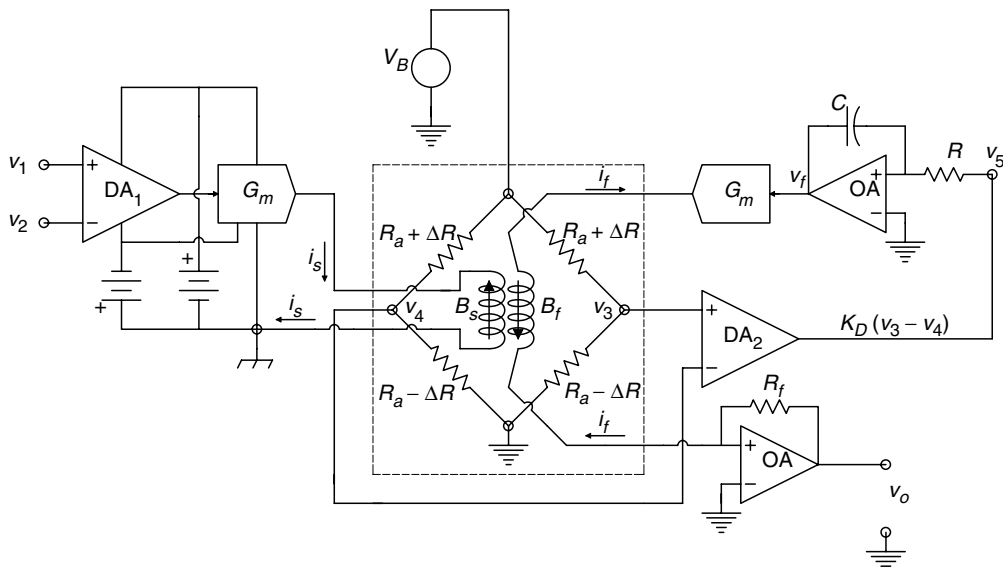 V_B
C
v_5
R
v_f
OA
+
−
v_1
+
DA_1
G_m
v_2
−
i_f
G_m
R_a + ΔR
R_a + ΔR
i_s
+
+
i_s
v_4
B_s
B_f
v_3
+
DA_2
−
K_D (v_3 − v_4)
R_a − ΔR
R_a − ΔR
R_f
i_f
+
OA
−
v_o